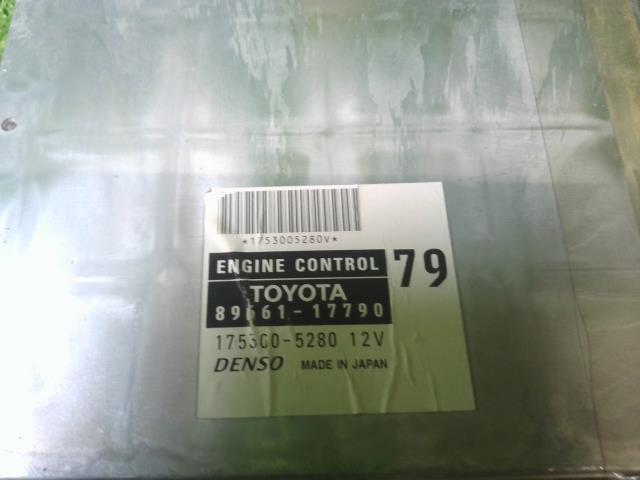 *1753005280V*
ENGINE CONTROL 79
TOYOTA
89661-17790
175300-5280 12V
DENSO MADE IN JAPAN